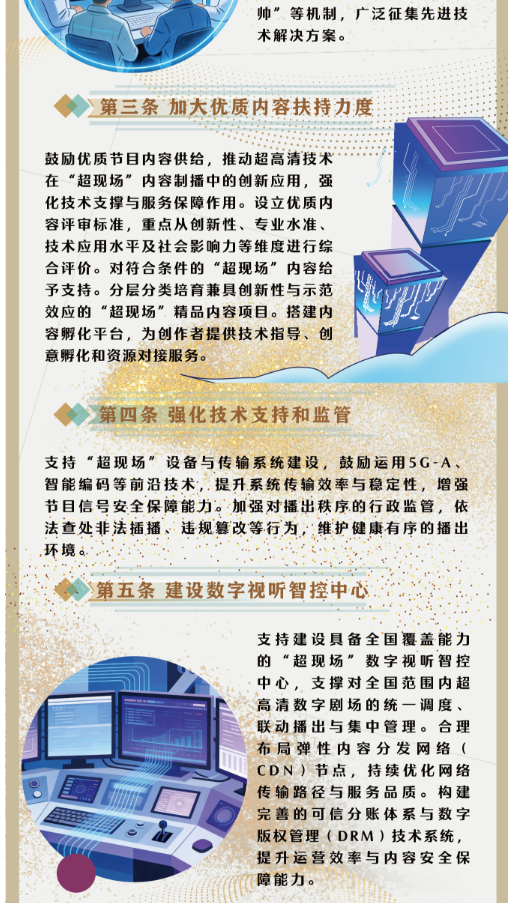 帅”等机制，广泛征集先进技
术解决方案。
第三条 加大优质内容扶持力度
鼓励优质节目内容供给，推动超高清技术
在“超现场”内容制播中的创新应用，强
化技术支撑与服务保障作用。设立优质内
容评审标准，重点从创新性、专业水准、
技术应用水平及社会影响力等维度进行综
合评价。对符合条件的“超现场”内容给
予支持。分层分类培育兼具创新性与示范
效应的“超现场”精品内容项目。搭建内
容孵化平台，为创作者提供技术指导、创
意孵化和资源对接服务。
第四条 强化技术支持和监管
支持“超现场”设备与传输系统建设，鼓励运用5G-A、
智能编码等前沿技术，提升系统传输效率与稳定性，增强
节目信号安全保障能力。加强对播出秩序的行政监管，依
法查处非法插播、违规篡改等行为，维护健康有序的播出
环境。
第五条 建设数字视听智控中心
支持建设具备全国覆盖能力
的“超现场”数字视听智控
中心，支撑对全国范围内超
高清数字剧场的统一调度、
联动播出与集中管理。合理
布局弹性内容分发网络（
CDN）节点，持续优化网络
传输路径与服务品质。构建
完善的可信分账体系与数字
版权管理（DRM）技术系统，
提升运营效率与内容安全保
障能力。